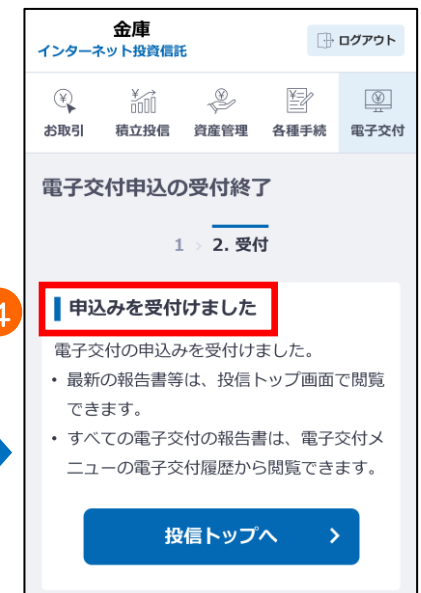 金庫
インターネット投資信託
ログアウト
お取引 積立投信 資産管理 各種手続 電子交付
電子交付申込の受付終了
1 > 2. 受付
4
申込みを受付けました
電子交付の申込みを受付けました。
• 最新の報告書等は、投信トップ画面で閲覧
できます。
• すべての電子交付の報告書は、電子交付メ
ニューの電子交付履歴から閲覧できます。
投信トップへ >